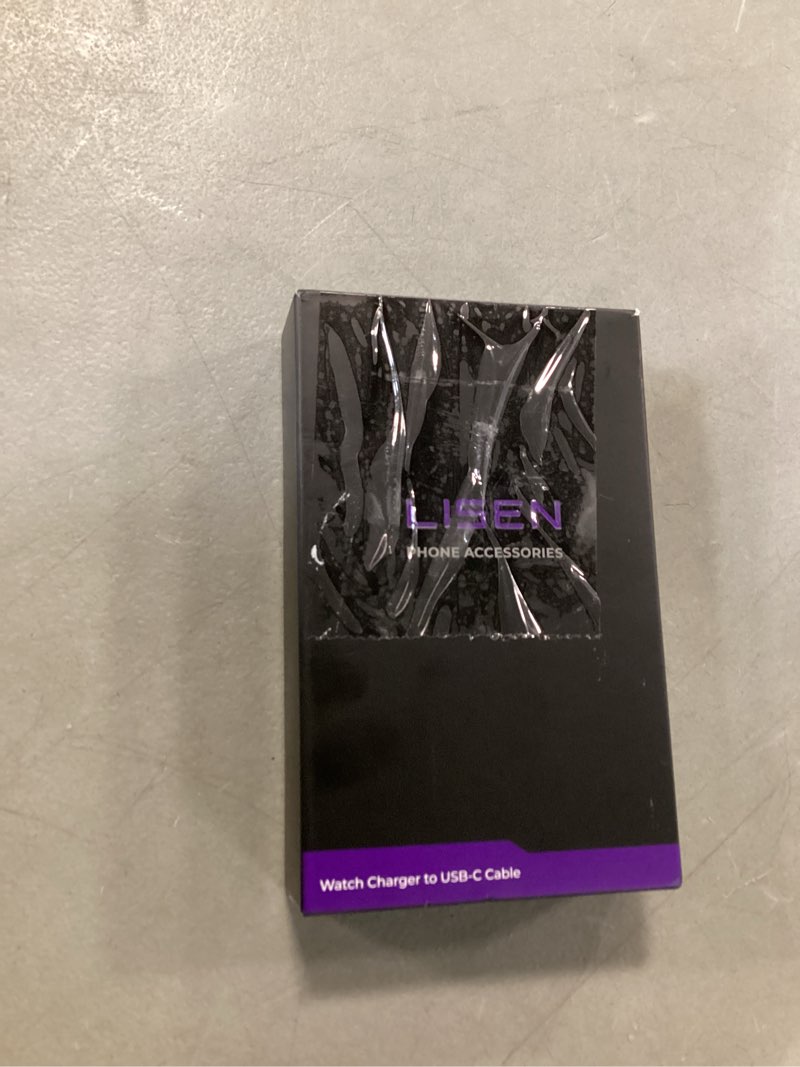 LISEN
PHONE ACCESSORIES
Watch Charger to USB-C Cable